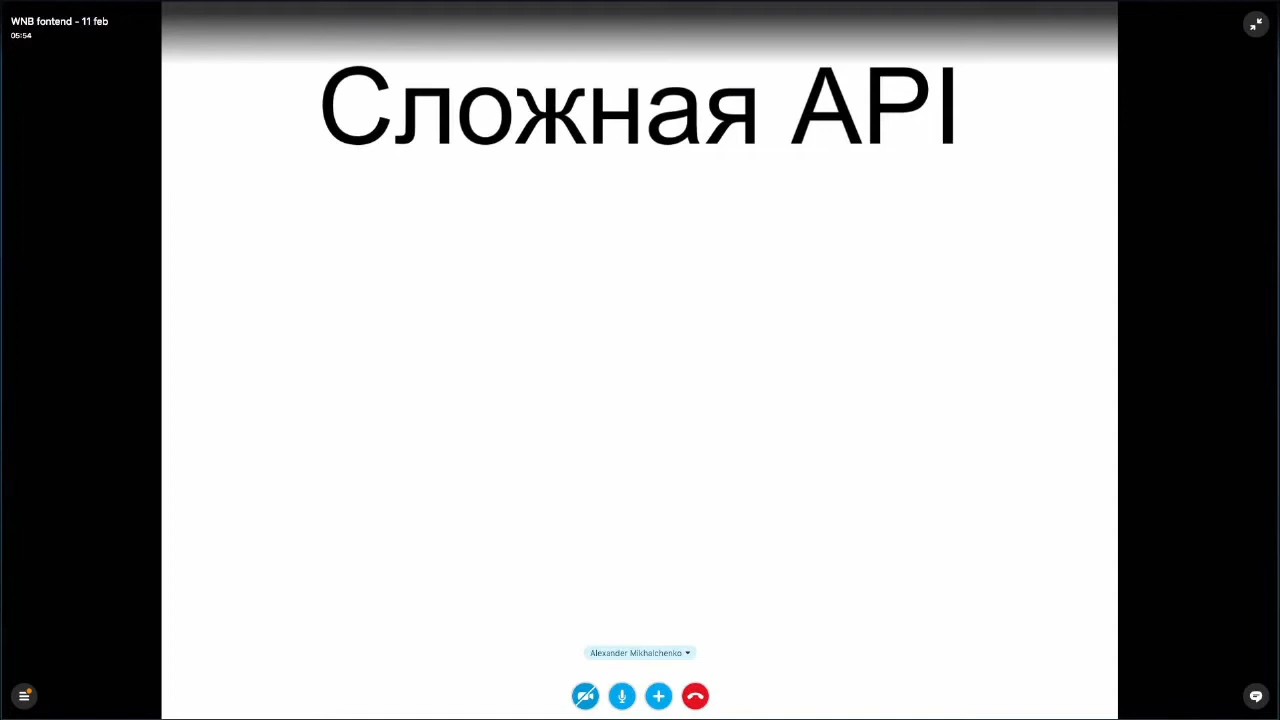 WNB fontend - 11 feb
05:54
Сложная API
Alexander Mikhalchenko